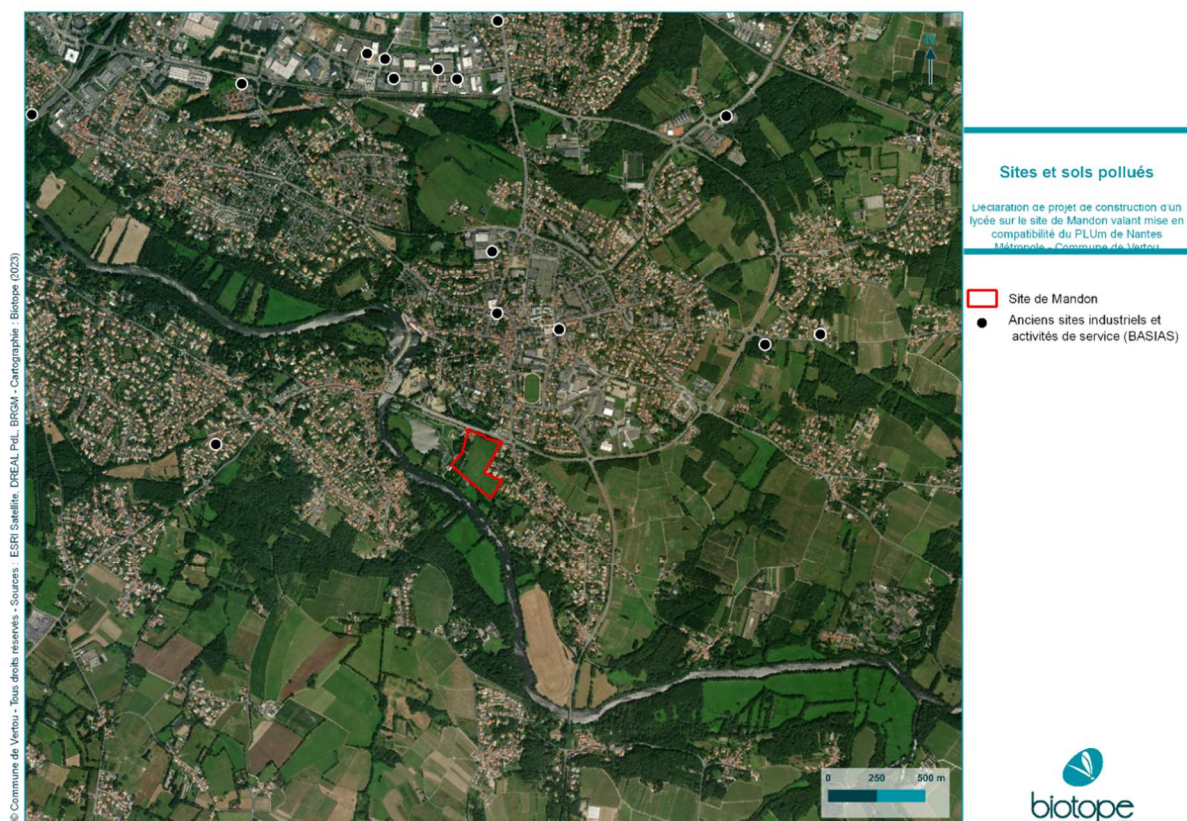 N
Sites et sols pollués
Déclaration de projet de construction d'un
lycée sur le site de Mandon valant mise en
compatibilité du PLUm de Nantes
Métropole - Commune de Vertou
Site de Mandon
Anciens sites industriels et
activités de service (BASIAS)
© Commune de Vertou - Tous droits réservés - Sources : ESRI Satellite, DREAL PdL, BRGM - Cartographie : Biotope (2023)
0 250 500 m
biotope